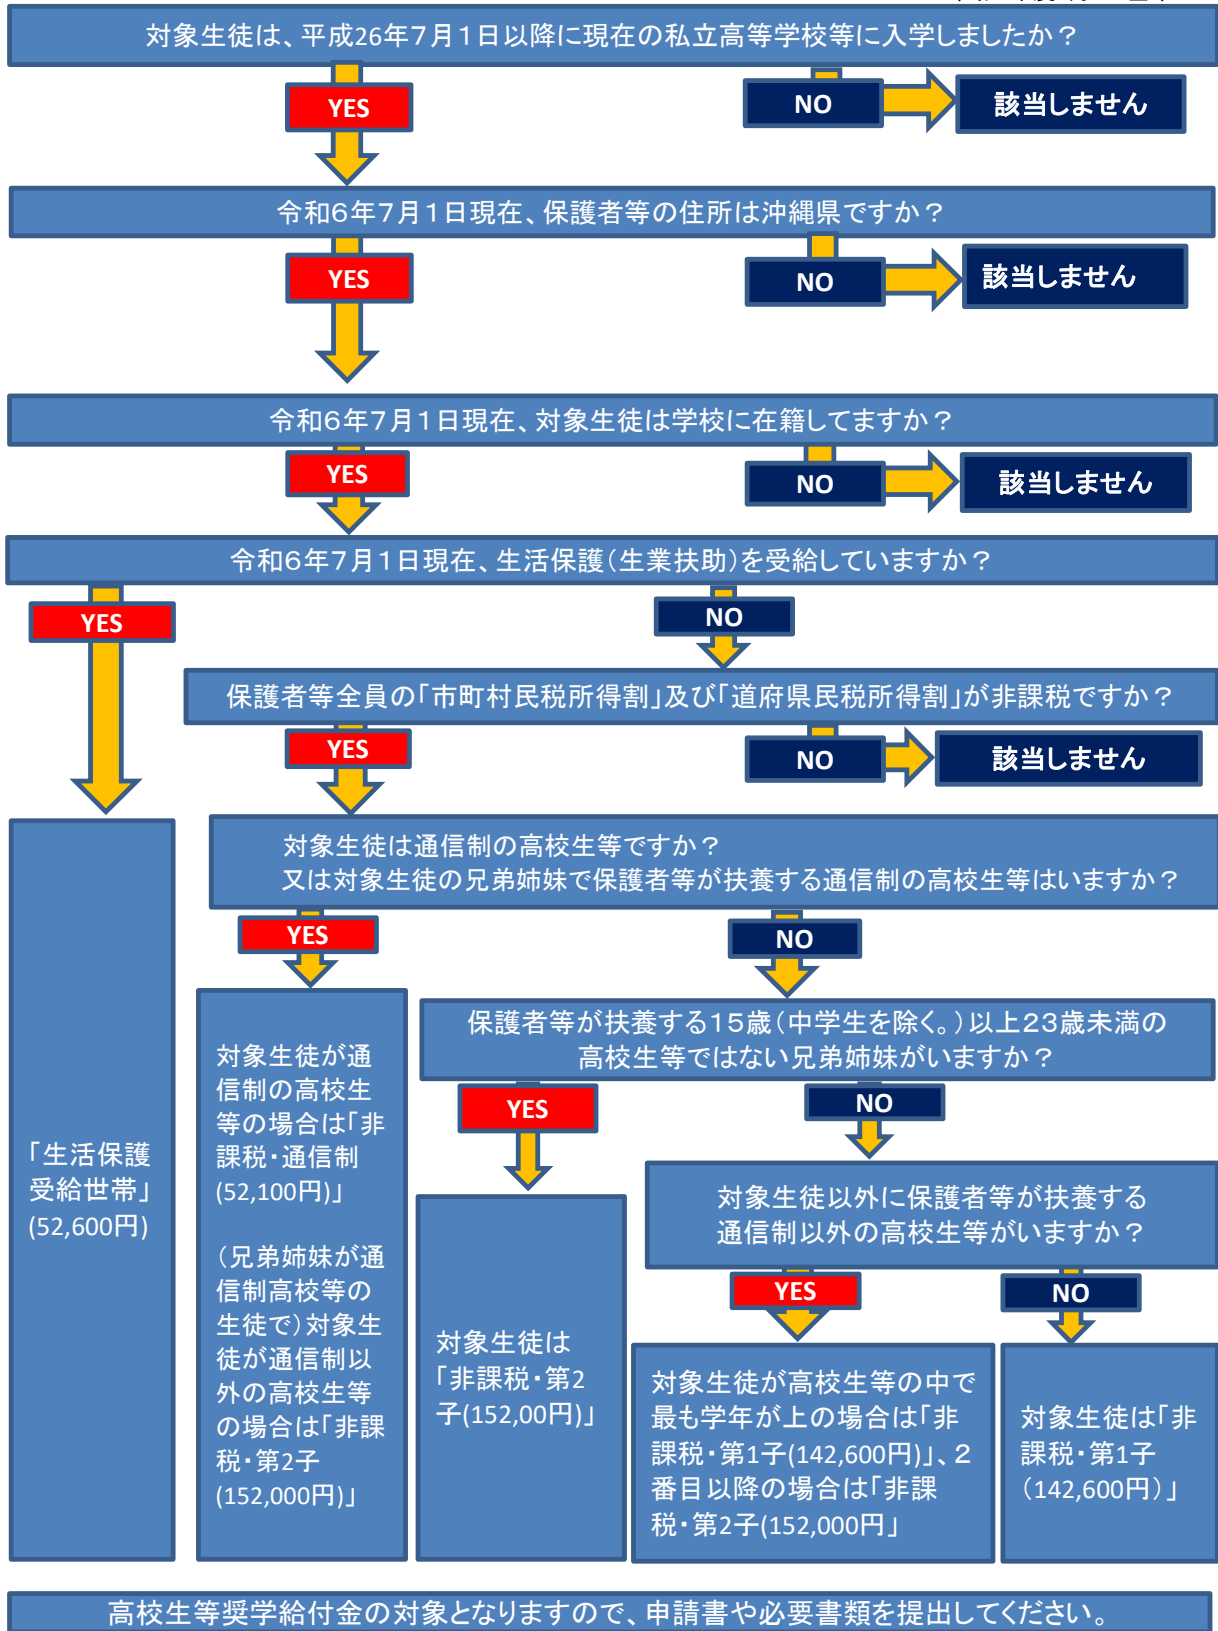 対象生徒は、平成26年7月1日以降に現在の私立高等学校等に入学しましたか？
YES
NO
該当しません
令和6年7月1日現在、保護者等の住所は沖縄県ですか？
YES
NO
該当しません
令和6年7月1日現在、対象生徒は学校に在籍してますか？
YES
NO
該当しません
令和6年7月1日現在、生活保護(生業扶助)を受給していますか？
YES
NO
保護者等全員の「市町村民税所得割」及び「道府県民税所得割」が非課税ですか？
YES
NO
該当しません
対象生徒は通信制の高校生等ですか？
又は対象生徒の兄弟姉妹で保護者等が扶養する通信制の高校生等はいますか？
YES
NO
「生活保護
受給世帯」
(52,600円)
対象生徒が通
信制の高校生
等の場合は「非
課税・通信制
(52,100円)」
(兄弟姉妹が通
信制高校等の
生徒で)対象生
徒が通信制以
外の高校生等
の場合は「非課
税・第2子
(152,000円)」
保護者等が扶養する15歳(中学生を除く。)以上23歳未満の
高校生等ではない兄弟姉妹がいますか？
YES
NO
対象生徒は
「非課税・第2
子(152,00円)」
対象生徒以外に保護者等が扶養する
通信制以外の高校生等がいますか？
YES
NO
対象生徒が高校生等の中で
最も学年が上の場合は「非
課税・第1子(142,600円)」、2
番目以降の場合は「非課
税・第2子(152,000円」
対象生徒は「非
課税・第1子
(142,600円)」
高校生等奨学給付金の対象となりますので、申請書や必要書類を提出してください。